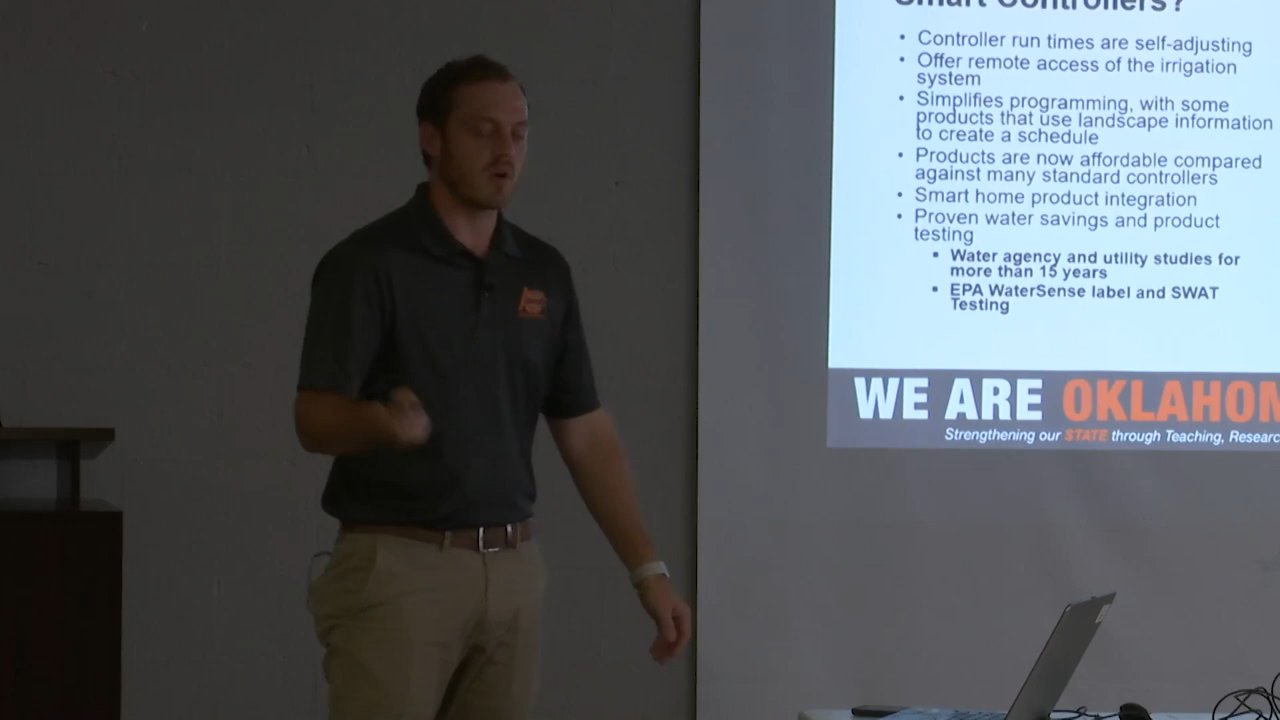 Smart Controllers?
• Controller run times are self-adjusting
• Offer remote access of the irrigation
system
• Simplifies programming, with some
products that use landscape information
to create a schedule
• Products are now affordable compared
against many standard controllers
• Smart home product integration
• Proven water savings and product
testing
▪ Water agency and utility studies for
more than 15 years
▪ EPA WaterSense label and SWAT
Testing
WE ARE OKLAHOM
Strengthening our STATE through Teaching, Researc